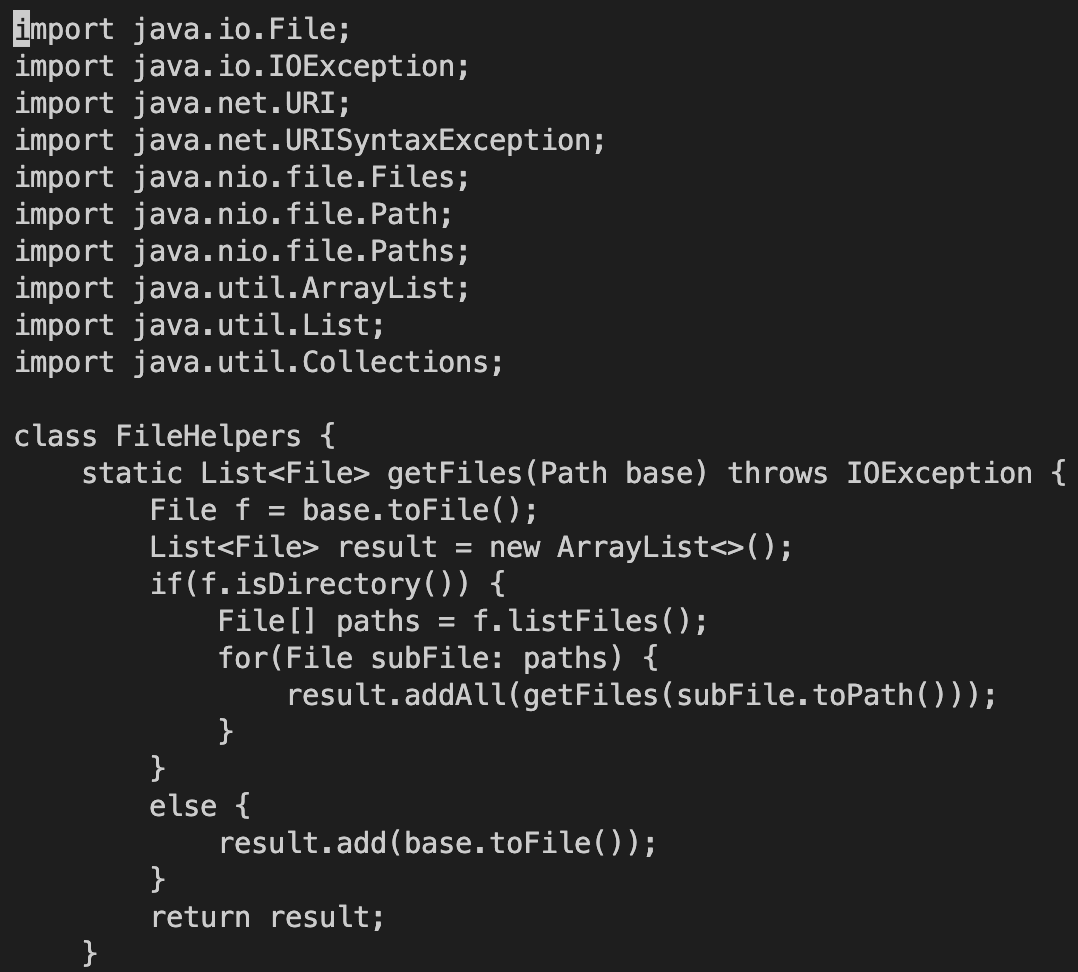 import java.io.File;
import java.io.IOException;
import java.net.URI;
import java.net.URISyntaxException;
import java.nio.file.Files;
import java.nio.file.Path;
import java.nio.file.Paths;
import java.util.ArrayList;
import java.util.List;
import java.util.Collections;

class FileHelpers {
    static List<File> getFiles(Path base) throws IOException {
        File f = base.toFile();
        List<File> result = new ArrayList<>();
        if(f.isDirectory()) {
            File[] paths = f.listFiles();
            for(File subFile: paths) {
                result.addAll(getFiles(subFile.toPath()));
            }
        }
        else {
            result.add(base.toFile());
        }
        return result;
    }